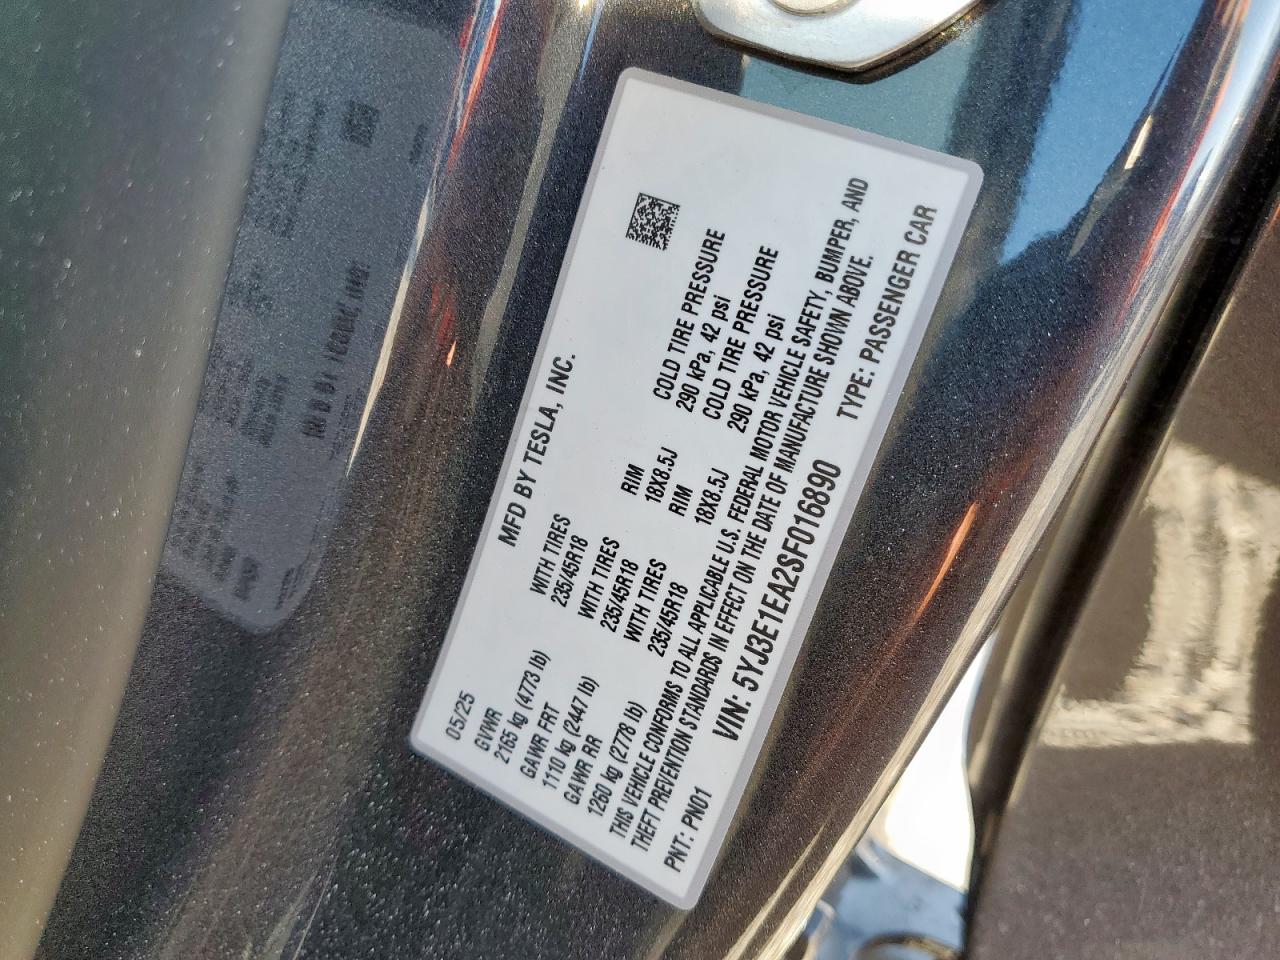 MFD BY TESLA, INC.
05/25
GVWR
2165 kg (4773 lb)
WITH TIRES
235/45R18
RIM
18X8.5J
COLD TIRE PRESSURE
290 kPa, 42 psi
GAWR FRT
1110 kg (2447 lb)
WITH TIRES
235/45R18
RIM
18X8.5J
COLD TIRE PRESSURE
290 kPa, 42 psi
GAWR RR
1260 kg (2778 lb)
WITH TIRES
235/45R18
THIS VEHICLE CONFORMS TO ALL APPLICABLE U.S. FEDERAL MOTOR VEHICLE SAFETY, BUMPER, AND
THEFT PREVENTION STANDARDS IN EFFECT ON THE DATE OF MANUFACTURE SHOWN ABOVE.
PNT: PN01
VIN: 5YJ3E1EA2SF016890
TYPE: PASSENGER CAR